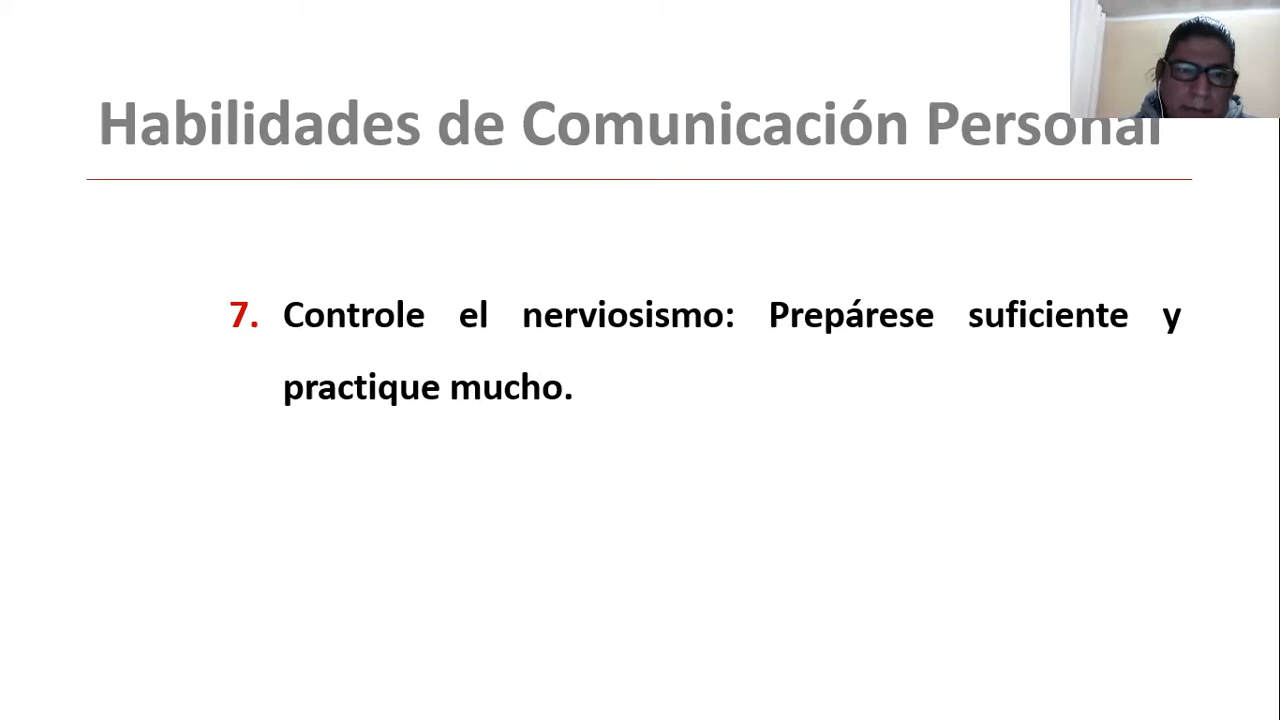 Habilidades de Comunicación Personal
7. Controle el nerviosismo: Prepárese suficiente y
practique mucho.